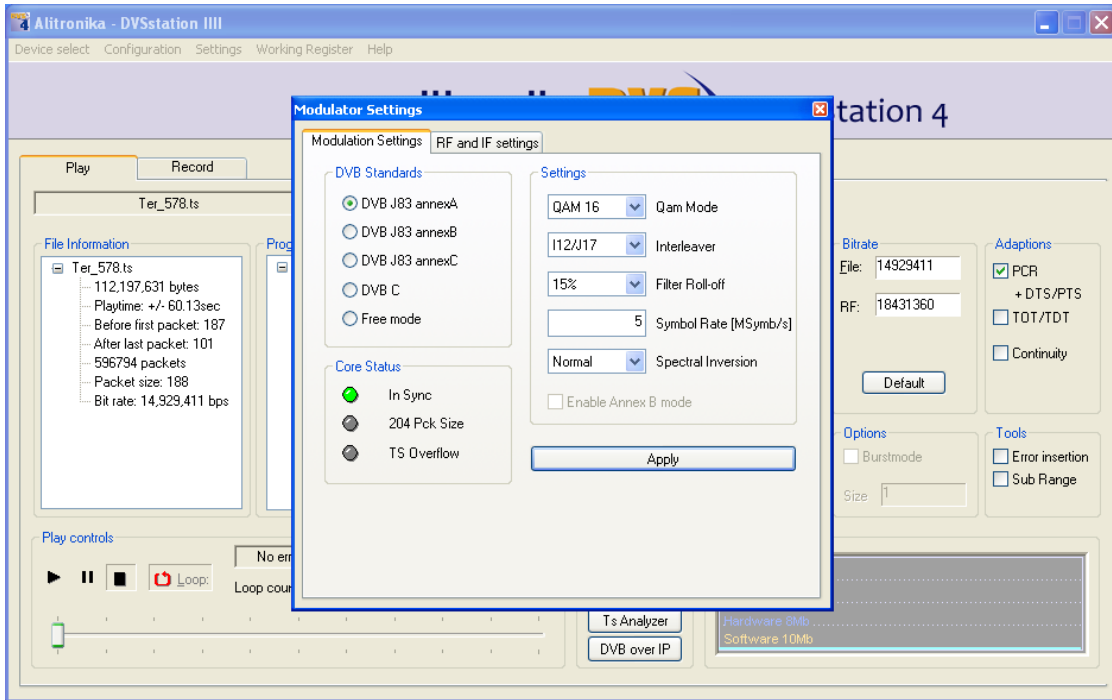 Alitronika - DVSstation IIII
Device select Configuration Settings Working Register Help
tation 4
Play
Record
Ter_578.ts
File Information
Ter_578.ts
112,197,631 bytes
Playtime: +/- 60.13sec
Before first packet: 187
After last packet: 101
596794 packets
Packet size: 188
Bit rate: 14,929,411 bps
Prog
Modulator Settings
Modulation Settings
RF and IF settings
DVB Standards
DVB J83 annexA
DVB J83 annexB
DVB J83 annexC
DVB C
Free mode
Core Status
In Sync
204 Pck Size
TS Overflow
Settings
QAM 16 Qam Mode
I12/J17 Interleaver
15% Filter Roll-off
5 Symbol Rate [MSymb/s]
Normal Spectral Inversion
Enable Annex B mode
Apply
Bitrate
File: 14929411
RF: 18431360
Default
Adaptions
PCR
+ DTS/PTS
TOT/TDT
Continuity
Options
Burstmode
Size 1
Tools
Error insertion
Sub Range
Play controls
Loop:
No err
Loop cour
Ts Analyzer
DVB over IP
Hardware 8Mb
Software 10Mb